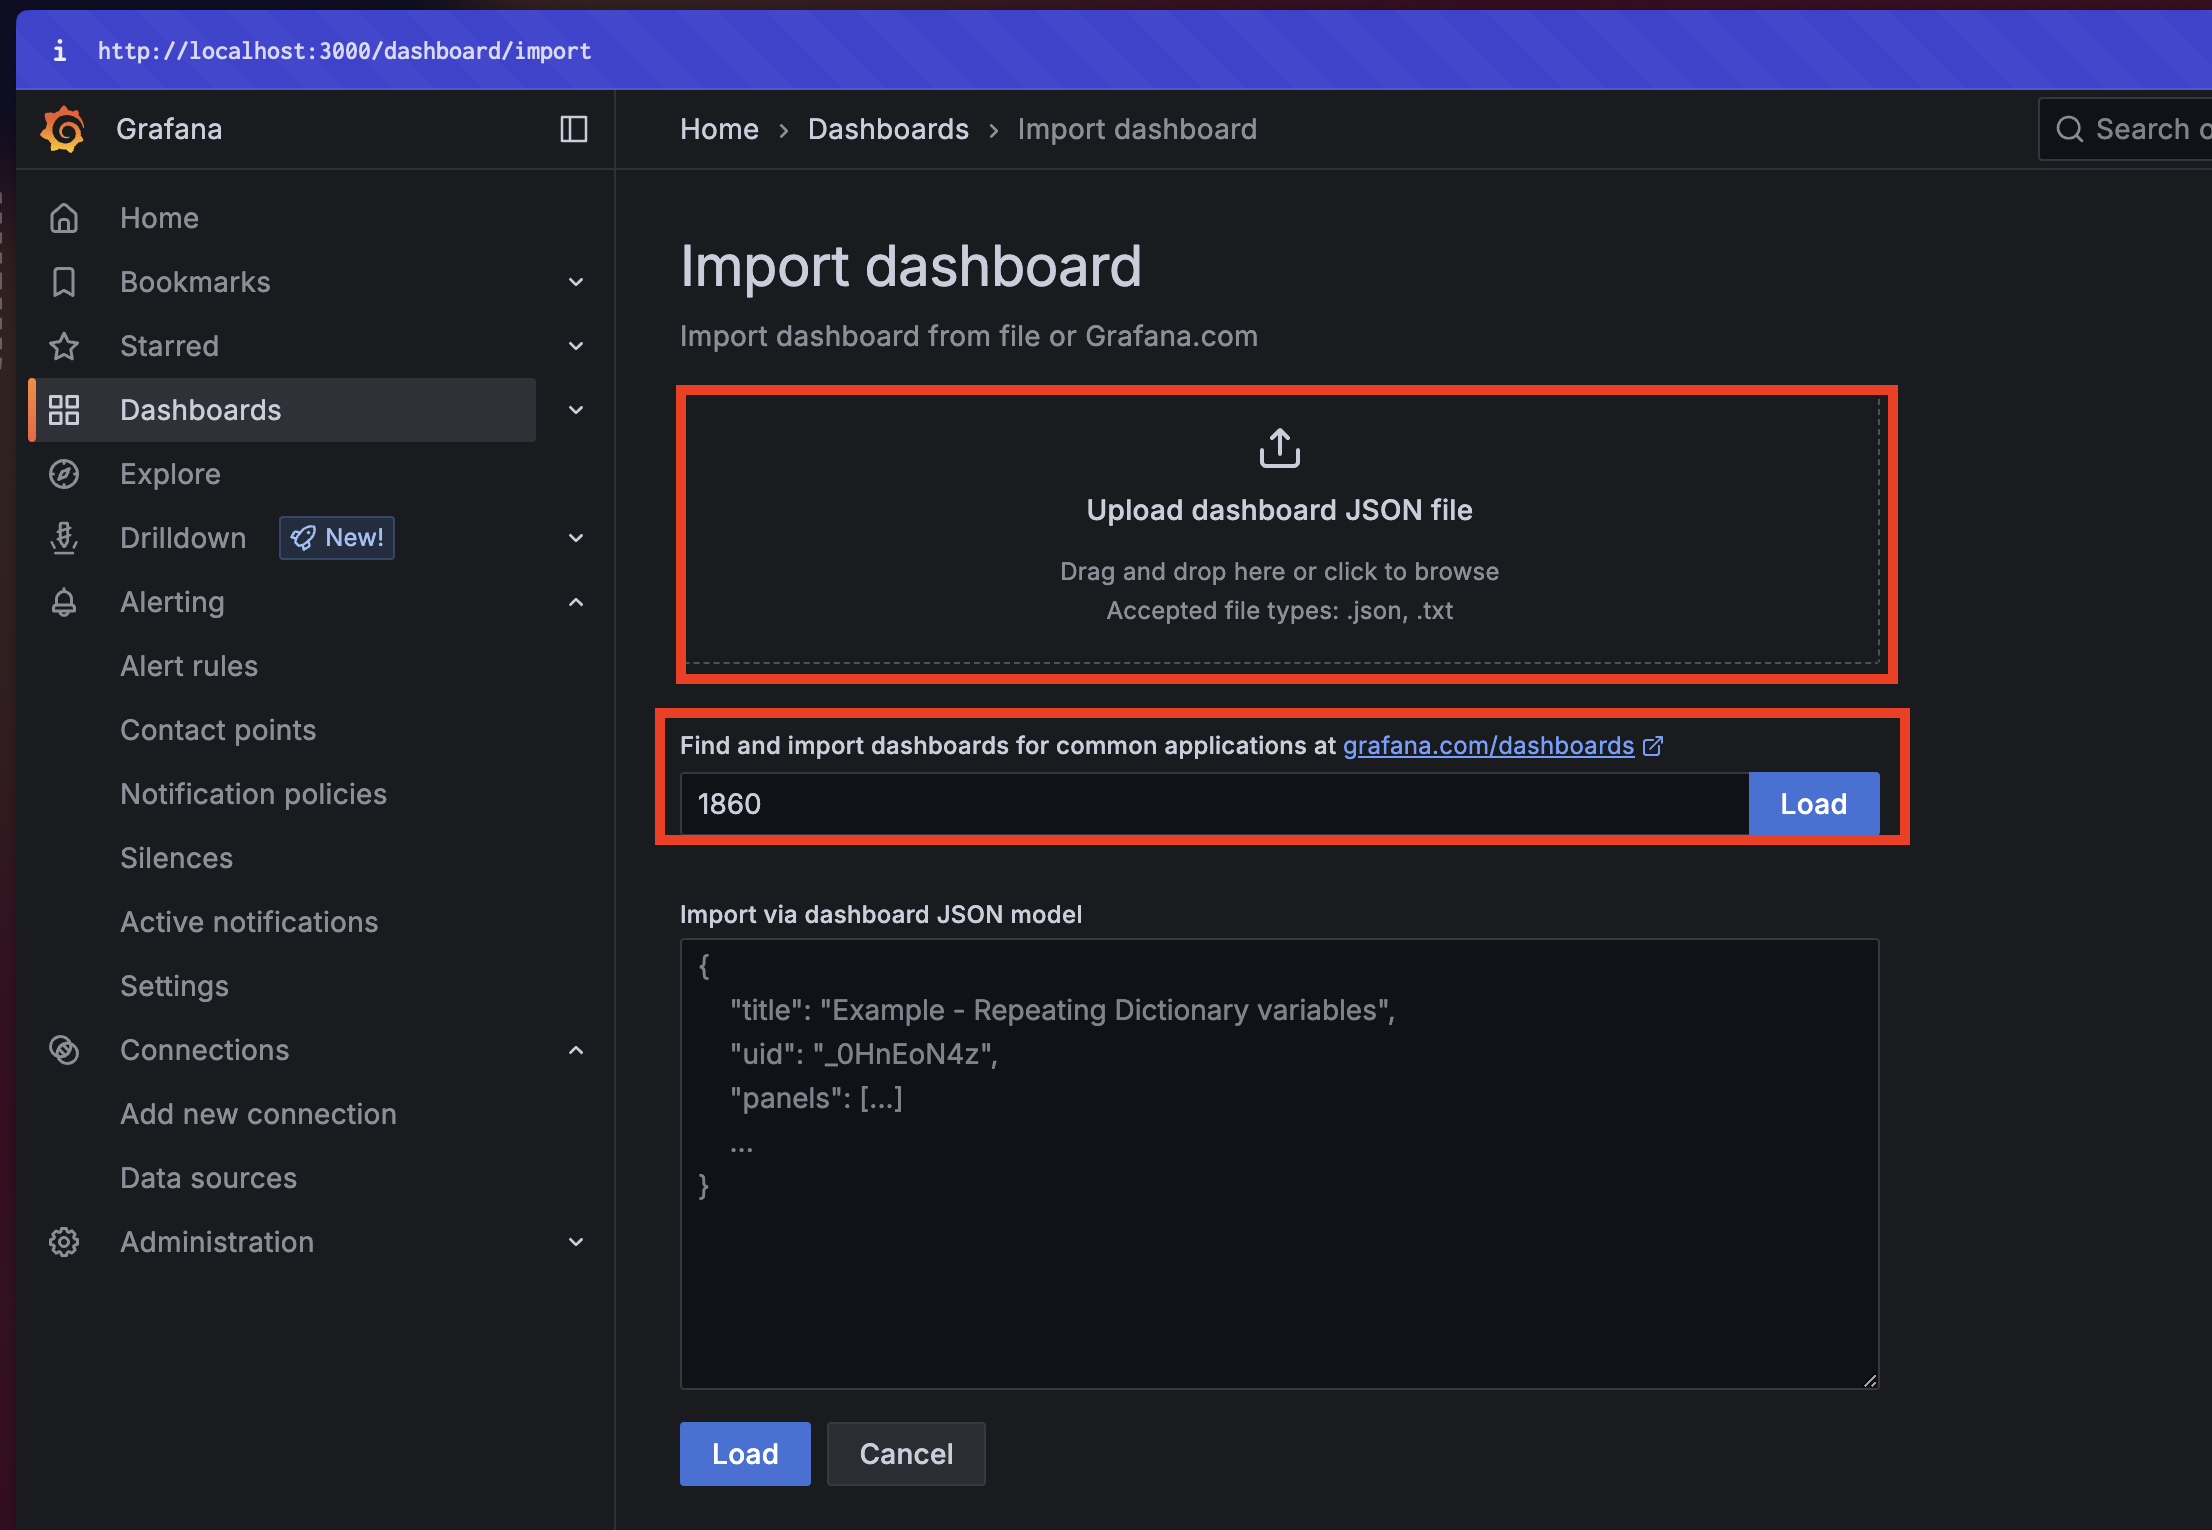 i http://localhost:3000/dashboard/import
Grafana
Home › Dashboards › Import dashboard
Search
Home
Bookmarks
Starred
Dashboards
Explore
Drilldown New!
Alerting
Alert rules
Contact points
Notification policies
Silences
Active notifications
Settings
Connections
Add new connection
Data sources
Administration
Import dashboard
Import dashboard from file or Grafana.com
Upload dashboard JSON file
Drag and drop here or click to browse
Accepted file types: .json, .txt
Find and import dashboards for common applications at grafana.com/dashboards
1860 Load
Import via dashboard JSON model
{
"title": "Example - Repeating Dictionary variables",
"uid": "_0HnEoN4z",
"panels": [...]
...
}
Load Cancel